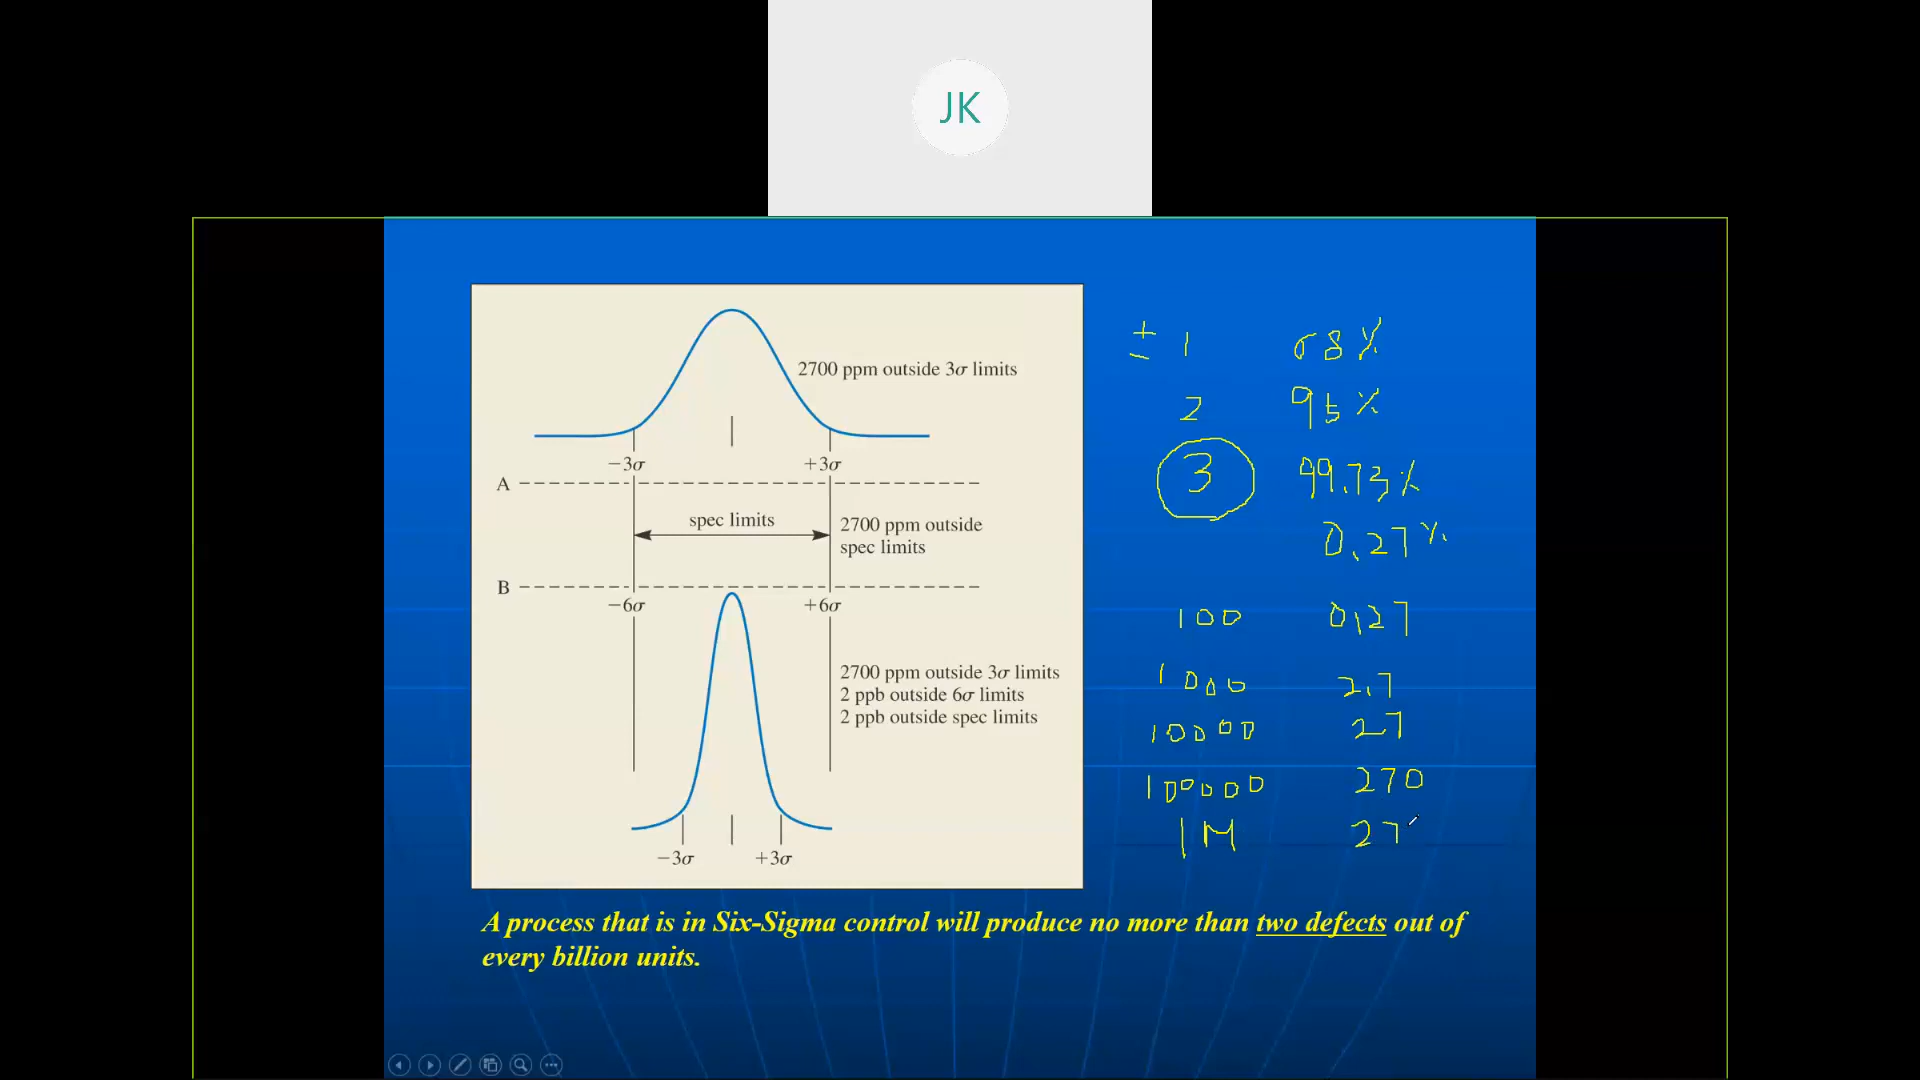 JK
2700 ppm outside 3σ limits
−3σ +3σ
A
spec limits
2700 ppm outside
spec limits
B
−6σ +6σ
2700 ppm outside 3σ limits
2 ppb outside 6σ limits
2 ppb outside spec limits
−3σ +3σ
± 1 68%
2 95%
3 99.73%
0.27%
100 0.27
1000 2.7
10000 27
100000 270
1M 27
A process that is in Six-Sigma control will produce no more than two defects out of
every billion units.